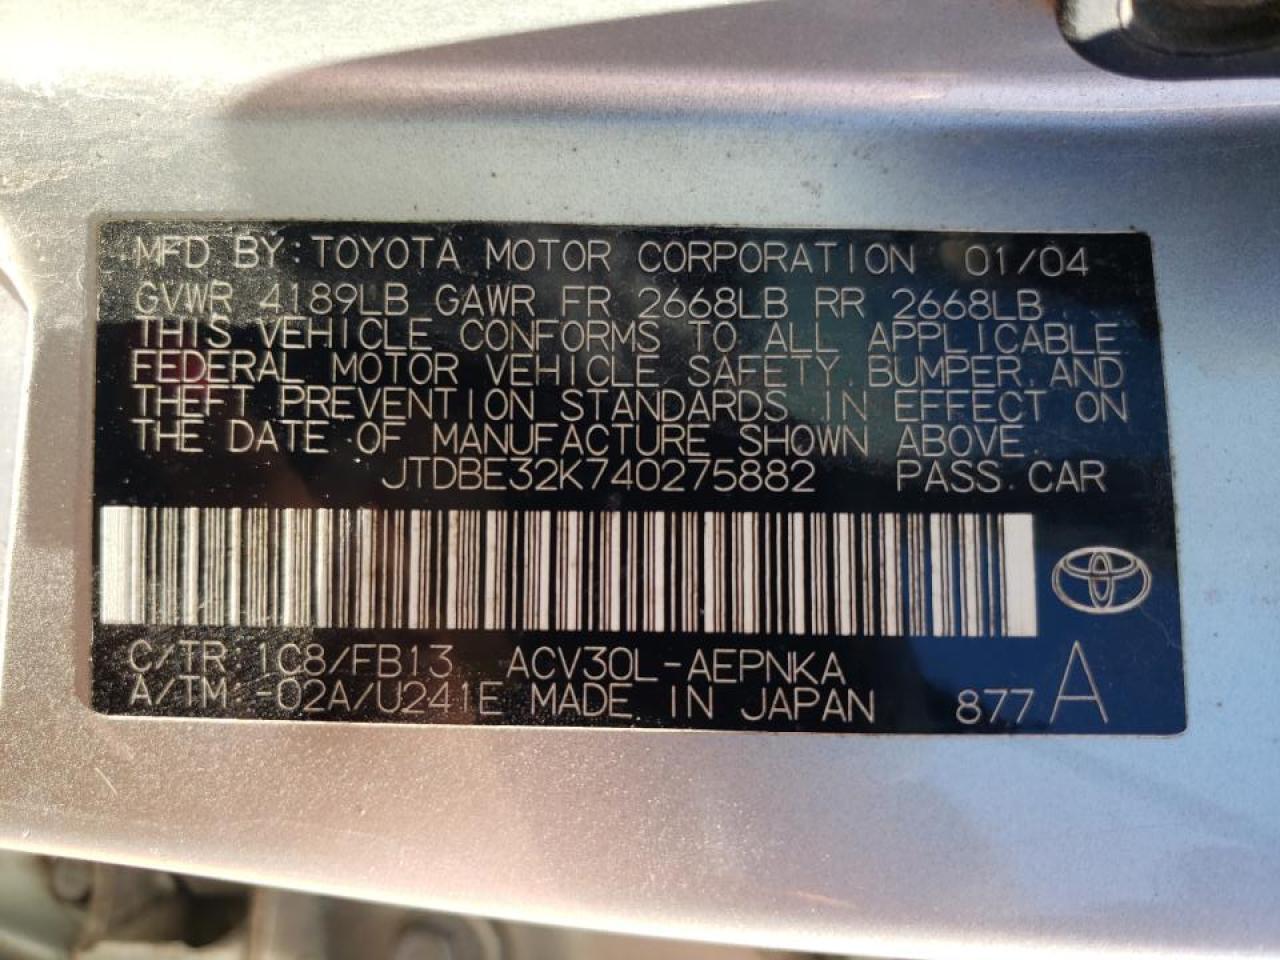 MFD BY: TOYOTA MOTOR CORPORATION 01/04
GVWR 4189LB GAWR FR 2668LB RR 2668LB
THIS VEHICLE CONFORMS TO ALL APPLICABLE
FEDERAL MOTOR VEHICLE SAFETY, BUMPER, AND
THEFT PREVENTION STANDARDS IN EFFECT ON
THE DATE OF MANUFACTURE SHOWN ABOVE.
JTDBE32K740275882 PASS. CAR
C/TR: 1C8/FB13 ACV30L-AEPNKA
A/TM: -02A/U241E MADE IN JAPAN 877 A